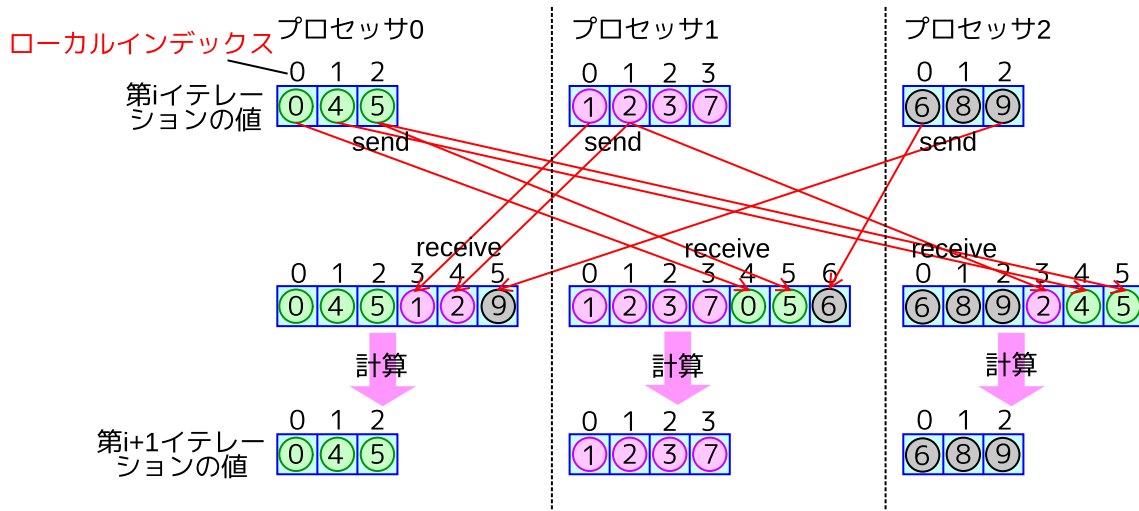 プロセッサ0 プロセッサ1 プロセッサ2
ローカルインデックス
0 1 2 0 1 2 3 0 1 2
第iイテレー
ションの値
0 4 5 1 2 3 7 6 8 9
send send send
receive receive receive
0 1 2 3 4 5 0 1 2 3 4 5 6 0 1 2 3 4 5
0 4 5 1 2 9 1 2 3 7 0 5 6 6 8 9 2 4 5
計算 計算 計算
0 1 2 0 1 2 3 0 1 2
第i+1イテレー
ションの値
0 4 5 1 2 3 7 6 8 9